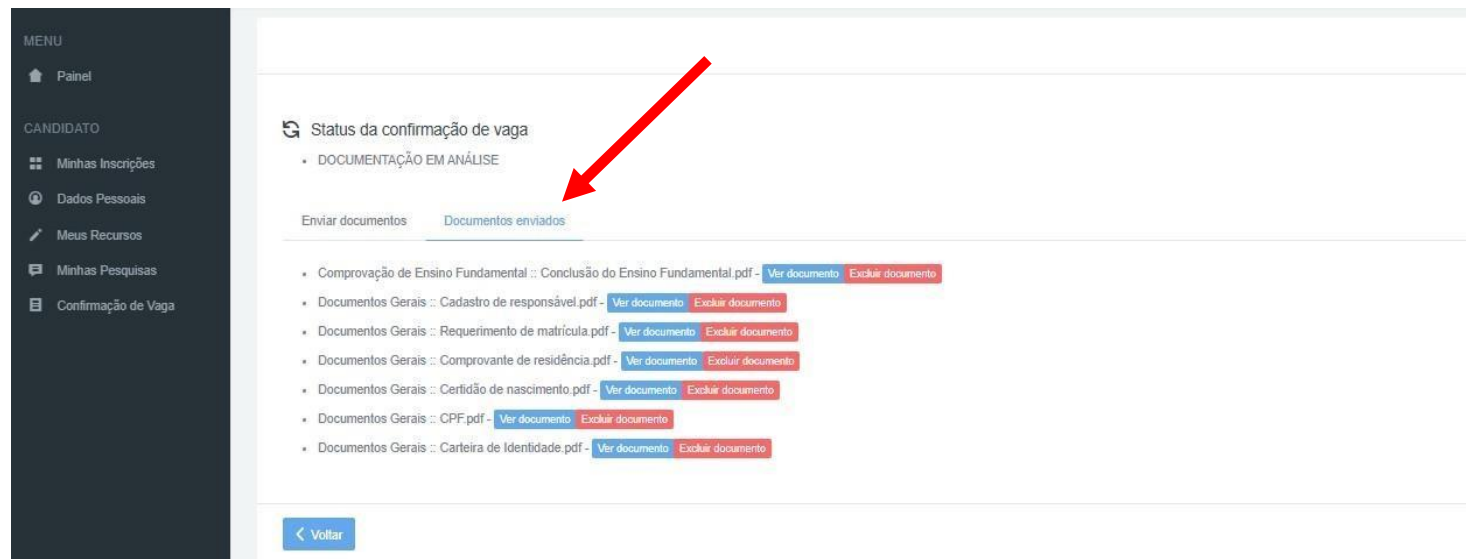 MENU
Painel
CANDIDATO
Minhas Inscrições
Dados Pessoais
Meus Recursos
Minhas Pesquisas
Confirmação de Vaga
Status da confirmação de vaga
DOCUMENTAÇÃO EM ANÁLISE
Enviar documentos Documentos enviados
Comprovação de Ensino Fundamental :: Conclusão do Ensino Fundamental.pdf - Ver documento Excluir documento
Documentos Gerais :: Cadastro de responsável.pdf - Ver documento Excluir documento
Documentos Gerais :: Requerimento de matrícula.pdf - Ver documento Excluir documento
Documentos Gerais :: Comprovante de residência.pdf - Ver documento Excluir documento
Documentos Gerais :: Certidão de nascimento.pdf - Ver documento Excluir documento
Documentos Gerais :: CPF.pdf - Ver documento Excluir documento
Documentos Gerais :: Carteira de Identidade.pdf - Ver documento Excluir documento
Voltar